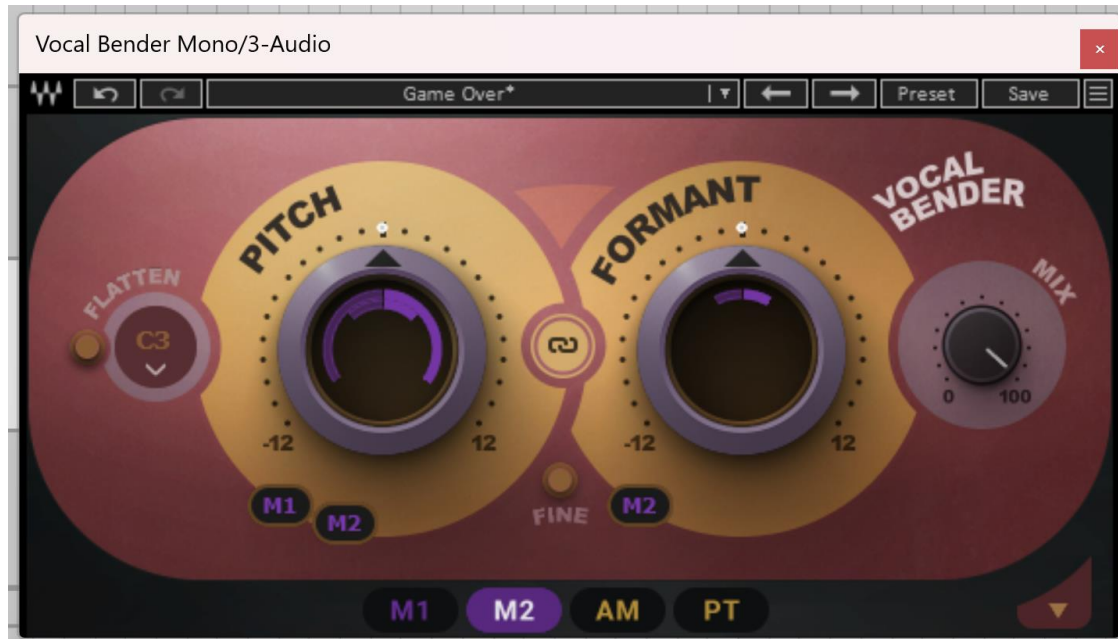 Vocal Bender Mono/3-Audio
×
Game Over*
Preset
Save
PITCH
FORMANT
VOCAL
BENDER
FLATTEN
C3
MIX
0
100
-12
12
-12
12
M1
M2
FINE
M2
M1
M2
AM
PT